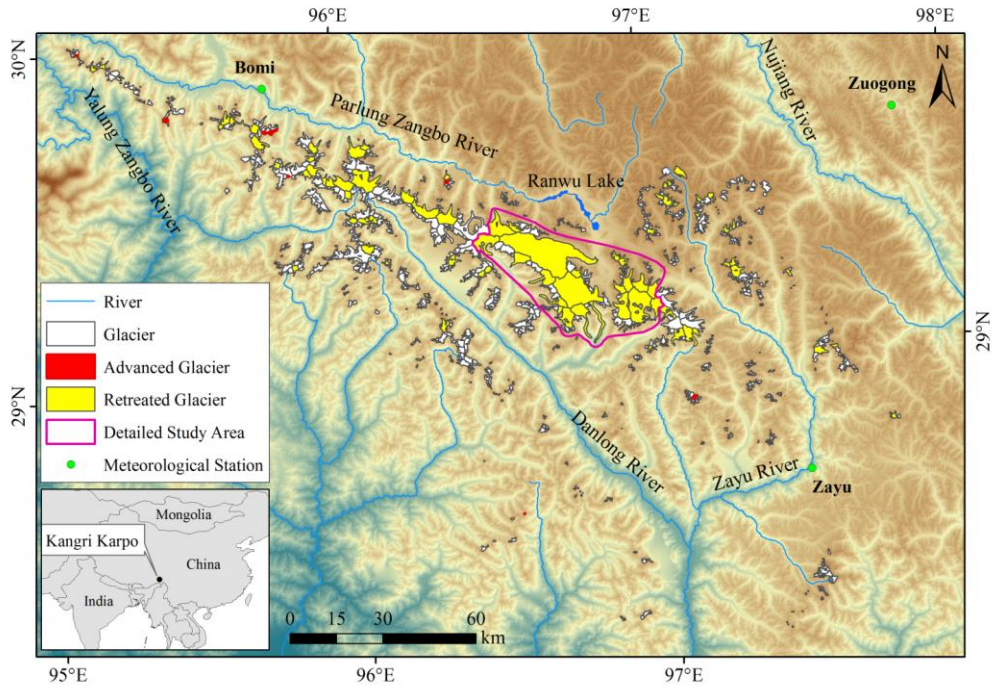 96°E
97°E
98°E
30°N
N
Bomi
Zuogong
Nujiang River
Parlung Zangbo River
Yalung Zangbo River
Ranwu Lake
29°N
River
Glacier
Advanced Glacier
Retreated Glacier
Detailed Study Area
Meteorological Station
29°N
Danlong River
Zayu River
Zayu
Mongolia
Kangri Karpo
China
India
0 15 30 60
km
95°E
96°E
97°E